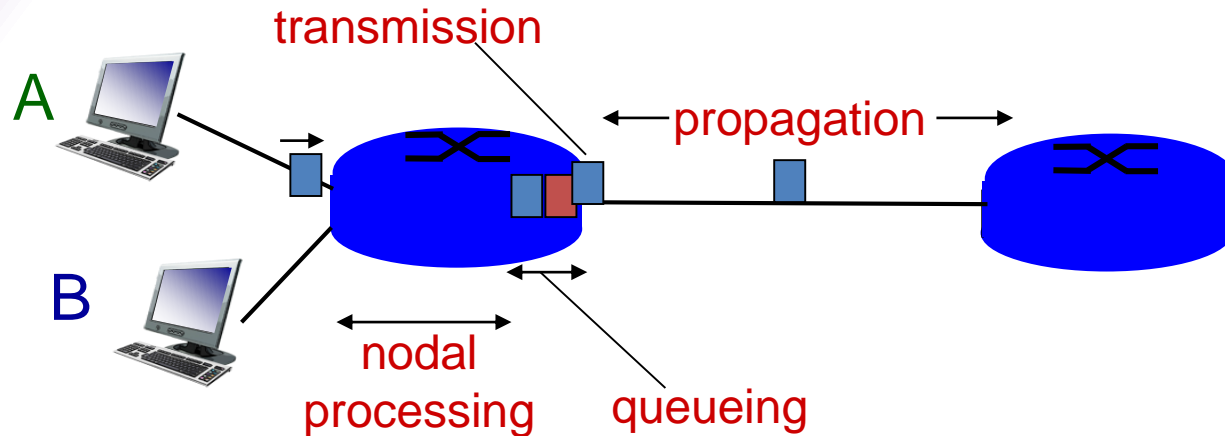 transmission
A
propagation
B
nodal
processing
queueing